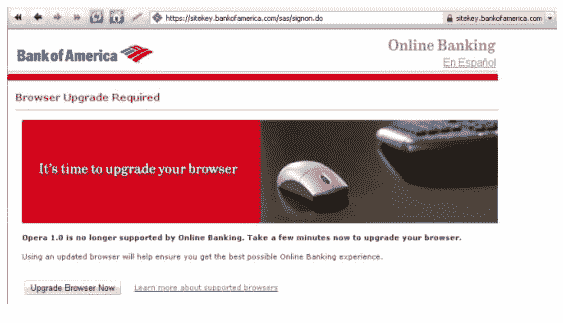 https://sitekey.bankofamerica.com/sas/signon.do sitekey.bankofamerica.com
Bank of America Online Banking
En Español
Browser Upgrade Required
It's time to upgrade your browser
Opera 1.0 is no longer supported by Online Banking. Take a few minutes now to upgrade your browser.
Using an updated browser will help ensure you get the best possible Online Banking experience.
Upgrade Browser Now Learn more about supported browsers